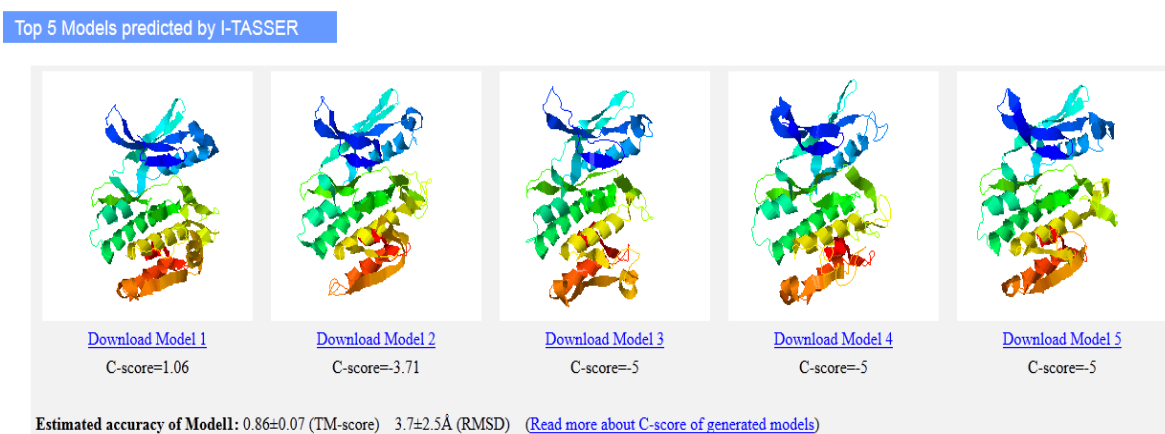 Top 5 Models predicted by I-TASSER
Download Model 1 Download Model 2 Download Model 3 Download Model 4 Download Model 5
C-score=1.06 C-score=-3.71 C-score=-5 C-score=-5 C-score=-5
Estimated accuracy of Model1: 0.86±0.07 (TM-score) 3.7±2.5Å (RMSD) (Read more about C-score of generated models)